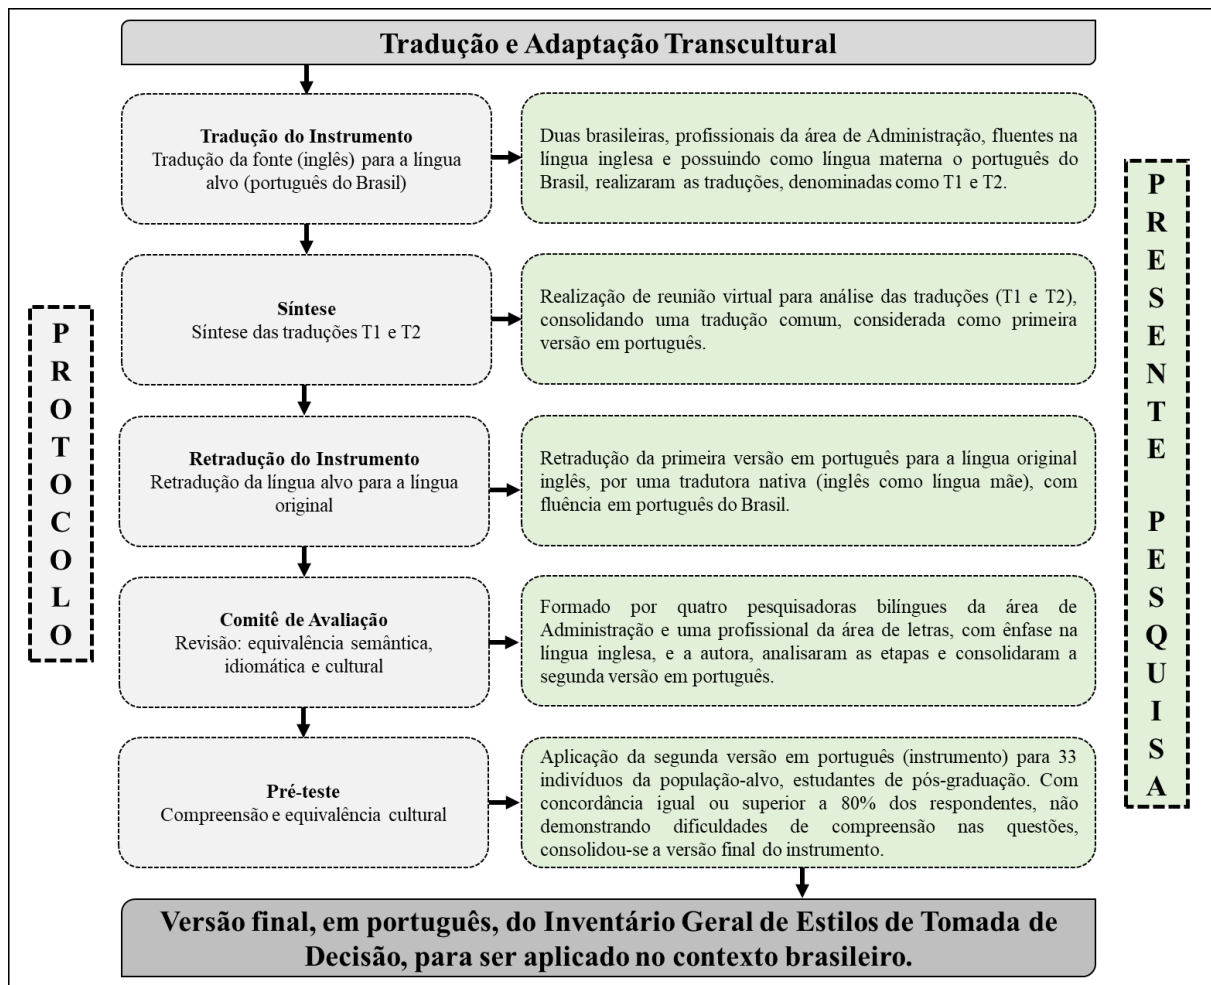 Tradução e Adaptação Transcultural
Tradução do Instrumento
Tradução da fonte (inglês) para a língua
alvo (português do Brasil)
Duas brasileiras, profissionais da área de Administração, fluentes na
língua inglesa e possuindo como língua materna o português do
Brasil, realizaram as traduções, denominadas como T1 e T2.
Síntese
Síntese das traduções T1 e T2
Realização de reunião virtual para análise das traduções (T1 e T2),
consolidando uma tradução comum, considerada como primeira
versão em português.
Retradução do Instrumento
Retradução da língua alvo para a língua
original
Retradução da primeira versão em português para a língua original
inglês, por uma tradutora nativa (inglês como língua mãe), com
fluência em português do Brasil.
Comitê de Avaliação
Revisão: equivalência semântica,
idiomática e cultural
Formado por quatro pesquisadoras bilíngues da área de
Administração e uma profissional da área de letras, com ênfase na
língua inglesa, e a autora, analisaram as etapas e consolidaram a
segunda versão em português.
Pré-teste
Compreensão e equivalência cultural
Aplicação da segunda versão em português (instrumento) para 33
indivíduos da população-alvo, estudantes de pós-graduação. Com
concordância igual ou superior a 80% dos respondentes, não
demonstrando dificuldades de compreensão nas questões,
consolidou-se a versão final do instrumento.
PROTOCOLO
PRESENTE PESQUISA
Versão final, em português, do Inventário Geral de Estilos de Tomada de
Decisão, para ser aplicado no contexto brasileiro.